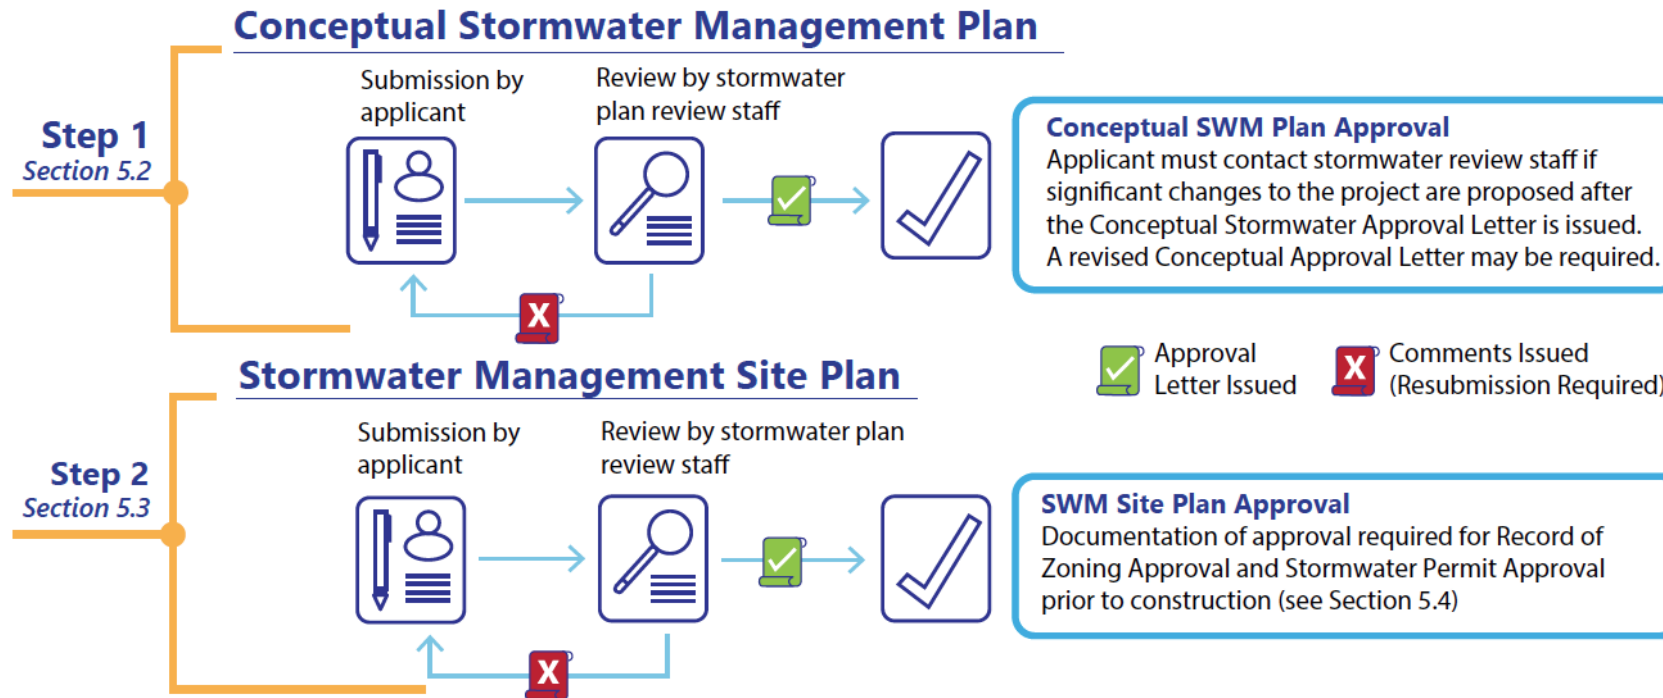 Conceptual Stormwater Management Plan
Step 1
Section 5.2
Submission by
applicant
Review by stormwater
plan review staff
Conceptual SWM Plan Approval
Applicant must contact stormwater review staff if
significant changes to the project are proposed after
the Conceptual Stormwater Approval Letter is issued.
A revised Conceptual Approval Letter may be required.
X
Approval
Letter Issued
X
Comments Issued
(Resubmission Required)
Stormwater Management Site Plan
Step 2
Section 5.3
Submission by
applicant
Review by stormwater plan
review staff
SWM Site Plan Approval
Documentation of approval required for Record of
Zoning Approval and Stormwater Permit Approval
prior to construction (see Section 5.4)
X